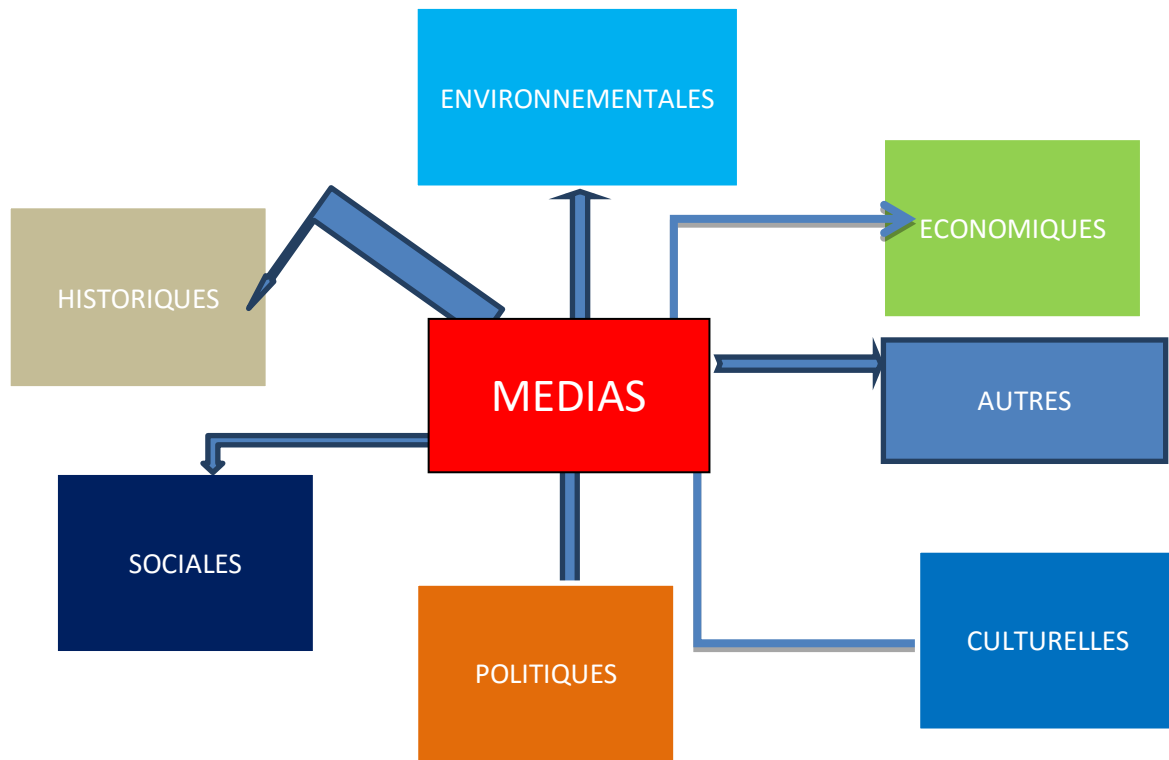 ENVIRONNEMENTALES
ECONOMIQUES
HISTORIQUES
MEDIAS
AUTRES
SOCIALES
CULTURELLES
POLITIQUES